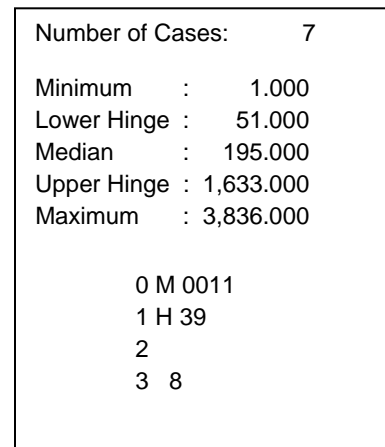 Number of Cases: 7
Minimum : 1.000
Lower Hinge : 51.000
Median : 195.000
Upper Hinge : 1,633.000
Maximum : 3,836.000
0 M 0011
1 H 39
2
3 8